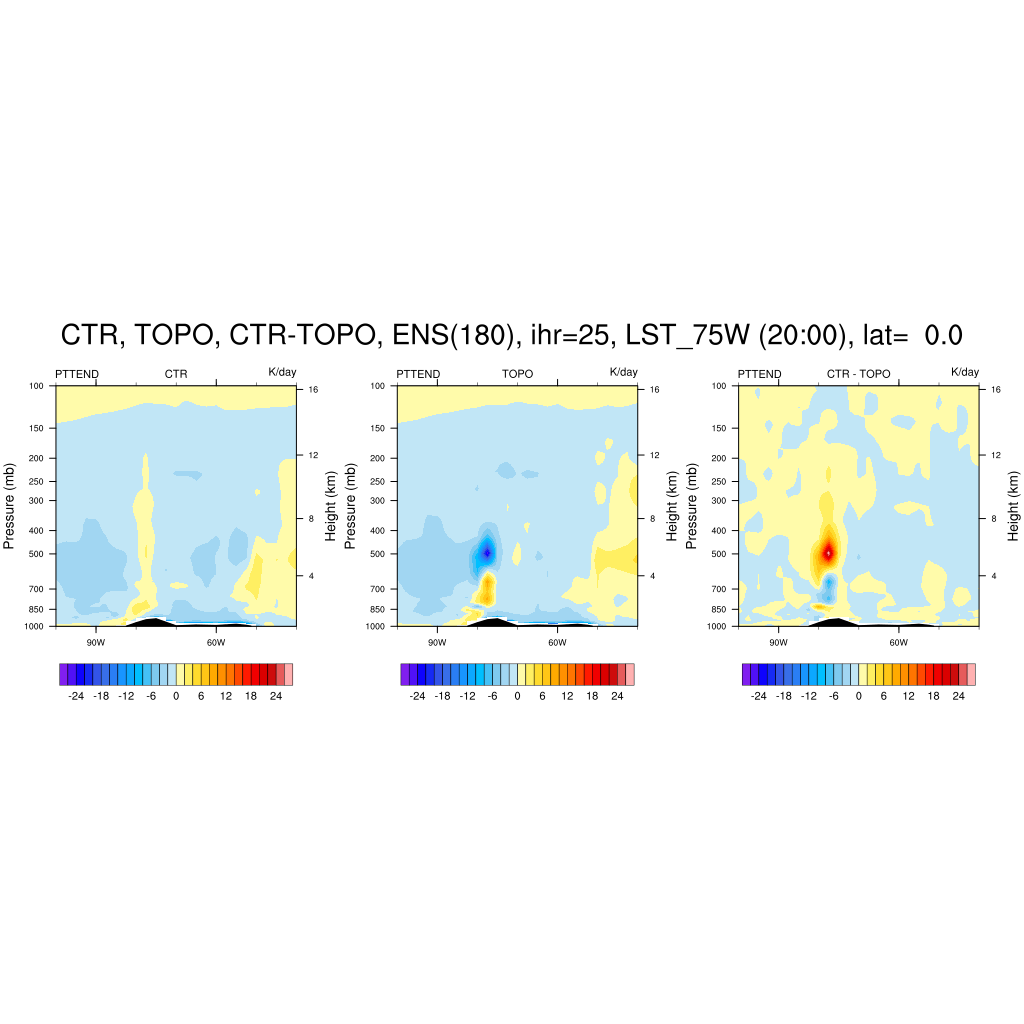 CTR, TOPO, CTR-TOPO, ENS(180), ihr=25, LST_75W (20:00), lat= 0.0
PTTEND CTR K/day
100
150
200
250
300
400
500
700
850
1000
Pressure (mb)
16
12
8
4
Height (km)
90W 60W
-24 -18 -12 -6 0 6 12 18 24
PTTEND TOPO K/day
100
150
200
250
300
400
500
700
850
1000
Pressure (mb)
16
12
8
4
Height (km)
90W 60W
-24 -18 -12 -6 0 6 12 18 24
PTTEND CTR - TOPO K/day
100
150
200
250
300
400
500
700
850
1000
Pressure (mb)
16
12
8
4
Height (km)
90W 60W
-24 -18 -12 -6 0 6 12 18 24